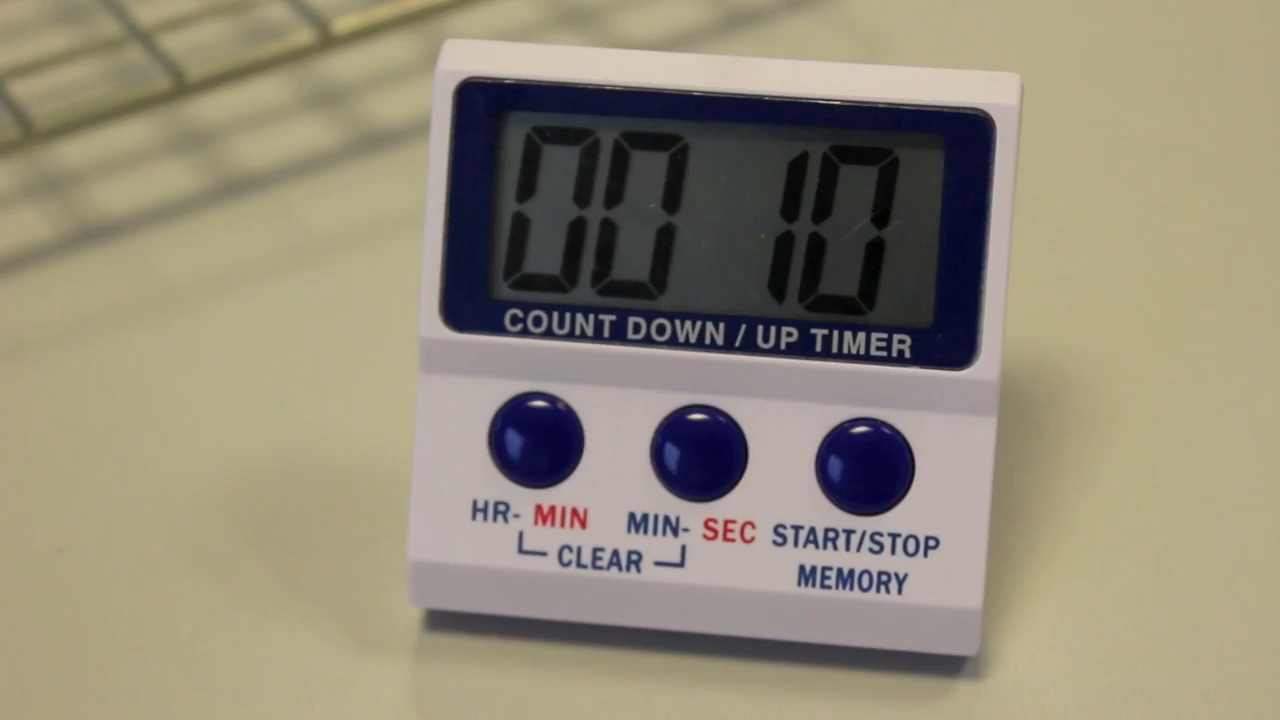 00 10
COUNT DOWN / UP TIMER
HR- MIN MIN- SEC START/STOP
CLEAR MEMORY